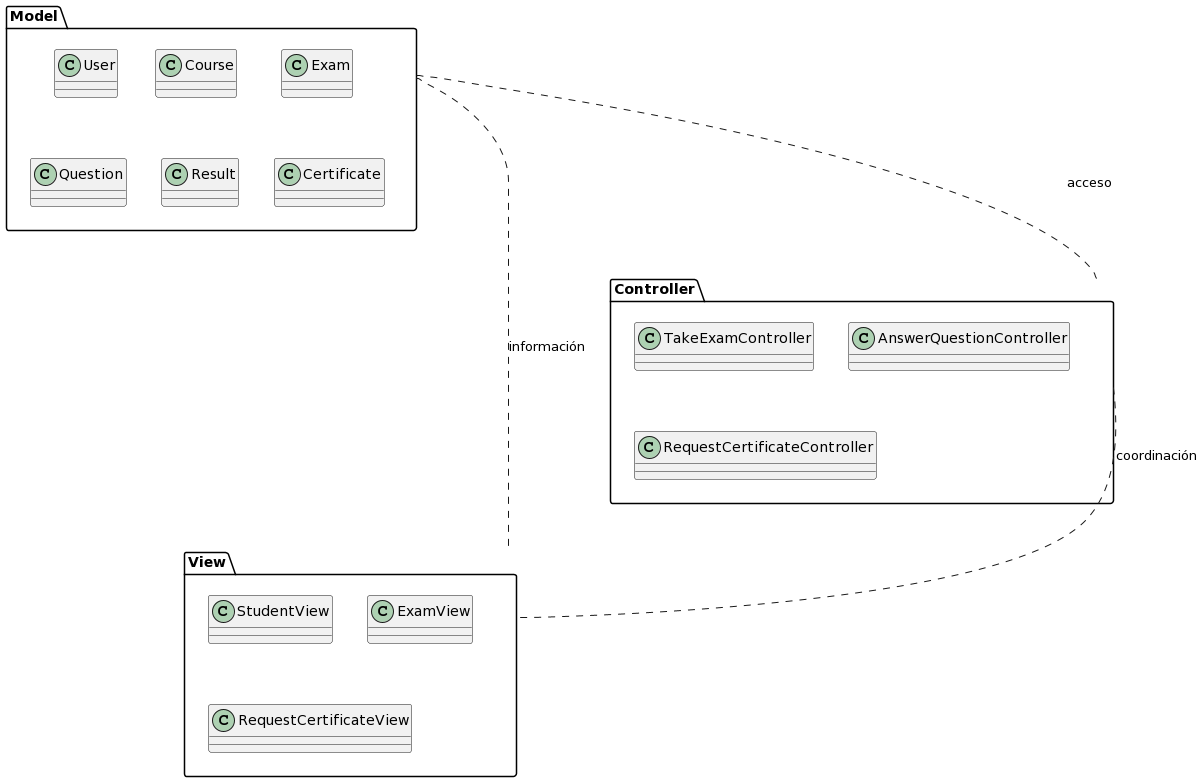 Model
C User
C Course
C Exam
C Question
C Result
C Certificate
acceso
información
Controller
C TakeExamController
C AnswerQuestionController
C RequestCertificateController
coordinación
View
C StudentView
C ExamView
C RequestCertificateView